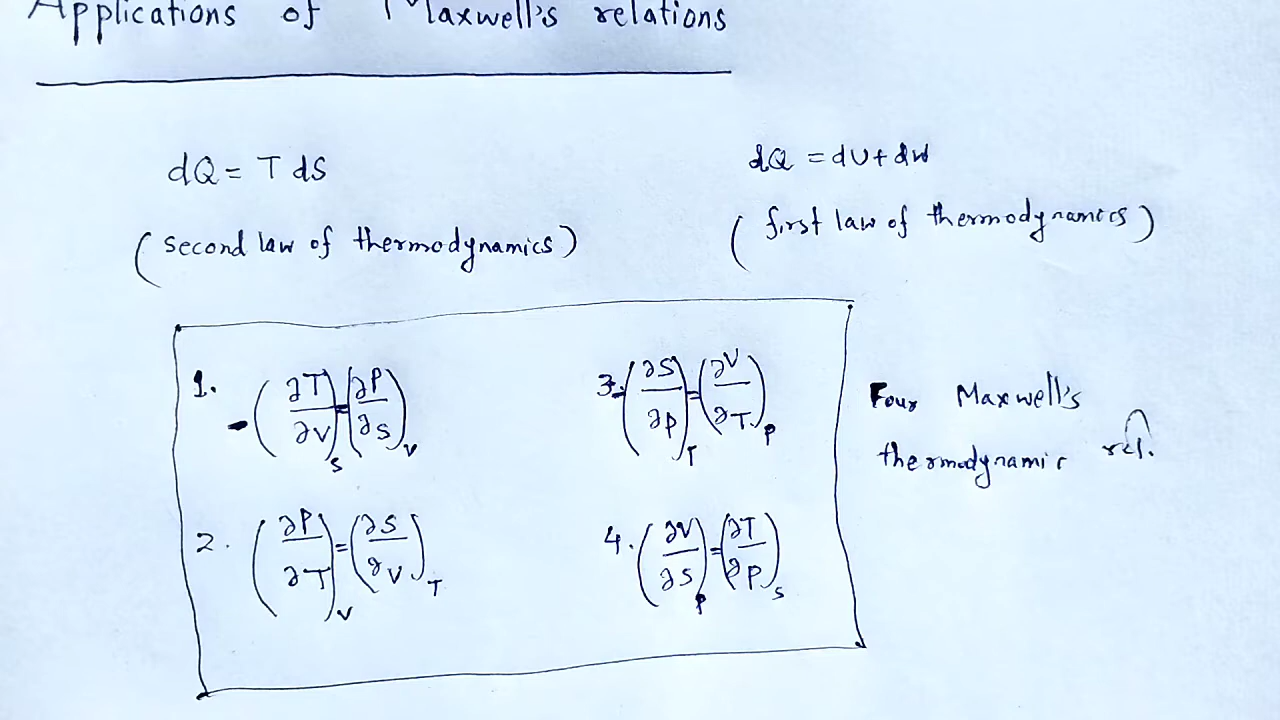 Applications of Maxwell's relations
dQ = T dS
(second law of thermodynamics)
dQ = dU + dW
(first law of thermodynamics)
1. -(∂T/∂V)_S = (∂P/∂S)_V
2. (∂P/∂T)_V = (∂S/∂V)_T
3. (∂S/∂P)_T = (∂V/∂T)_P
4. (∂V/∂S)_P = (∂T/∂P)_S
Four Maxwell's
thermodynamic rel.